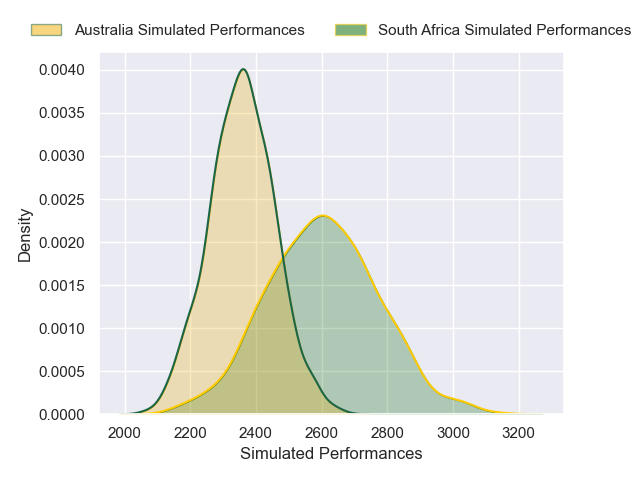 Australia Simulated Performances
South Africa Simulated Performances
0.0040
0.0035
0.0030
0.0025
0.0020
0.0015
0.0010
0.0005
0.0000
Density
2000 2200 2400 2600 2800 3000 3200
Simulated Performances